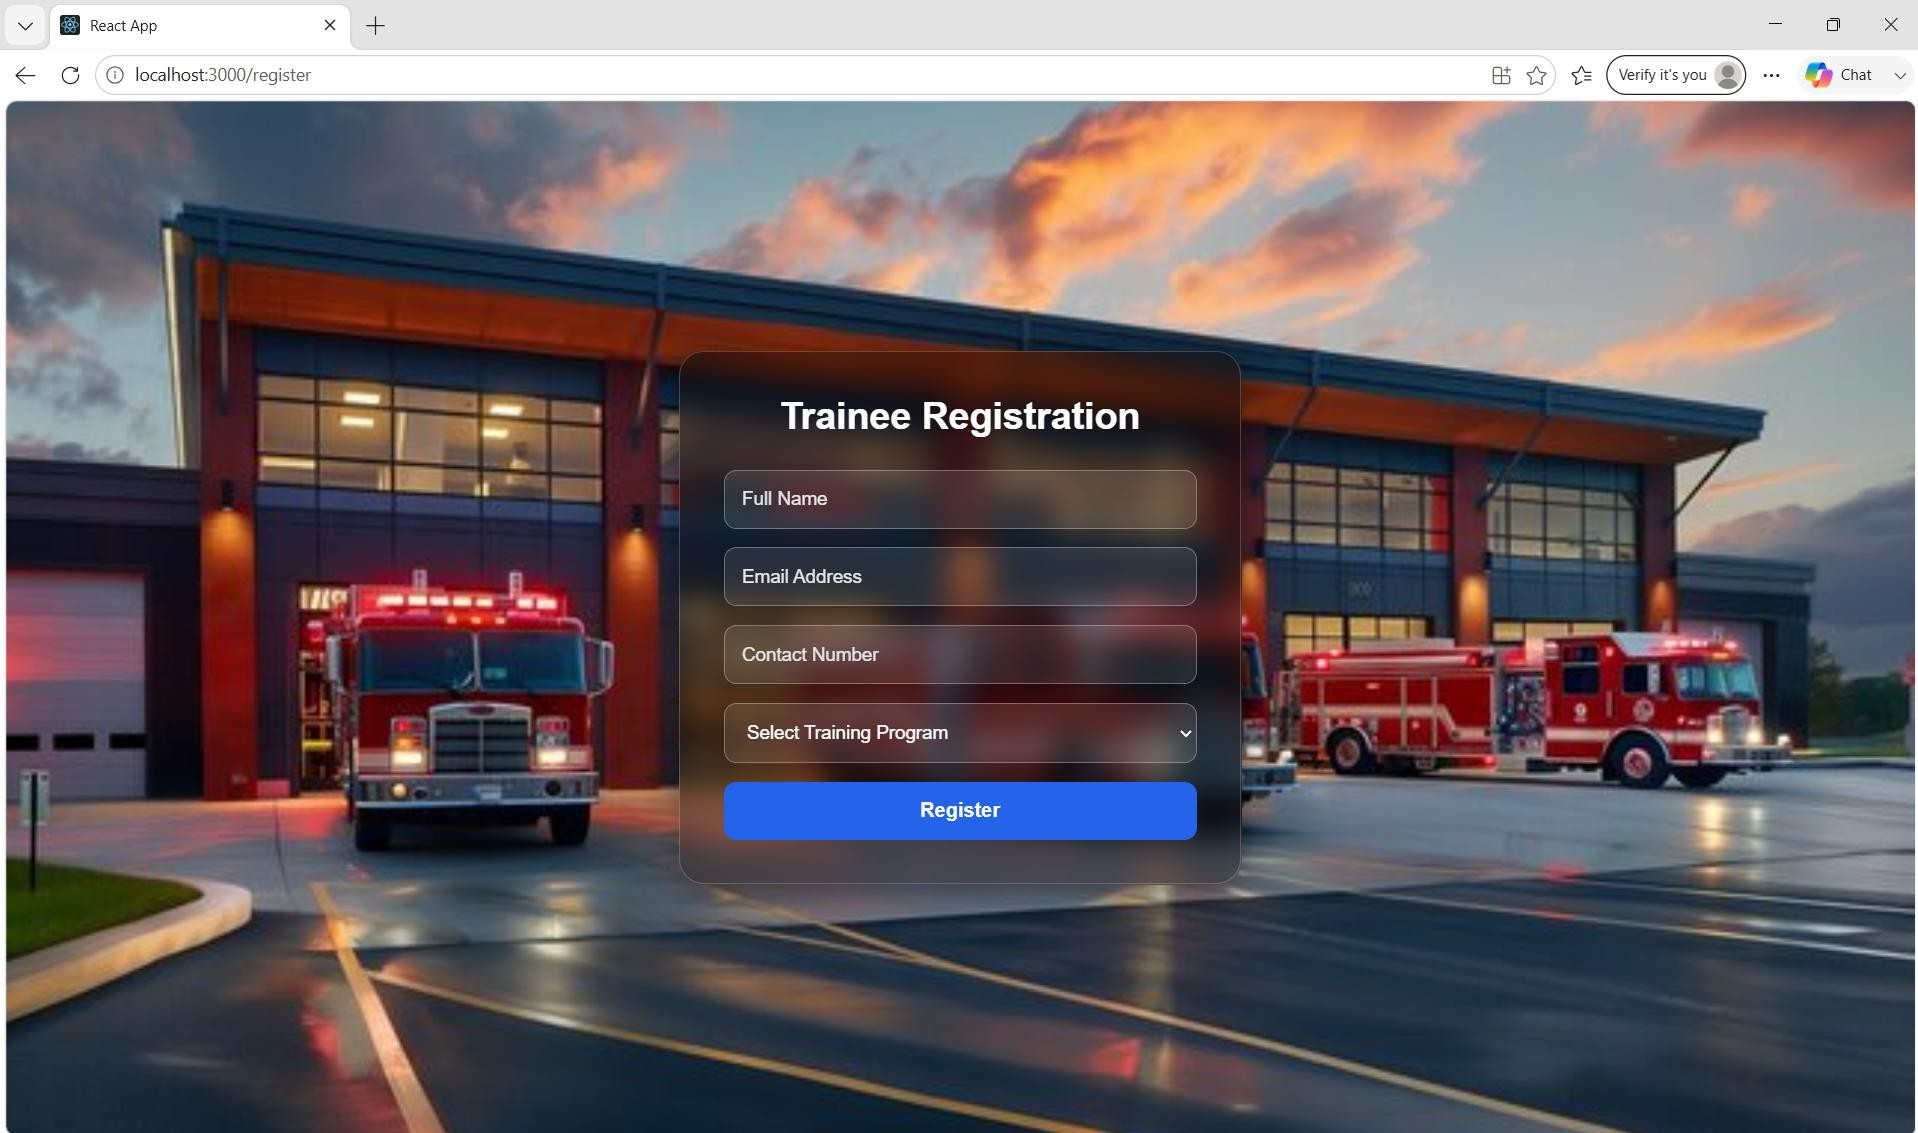 React App
localhost:3000/register
Verify it's you
Chat
Trainee Registration
Full Name
Email Address
Contact Number
Select Training Program
Register